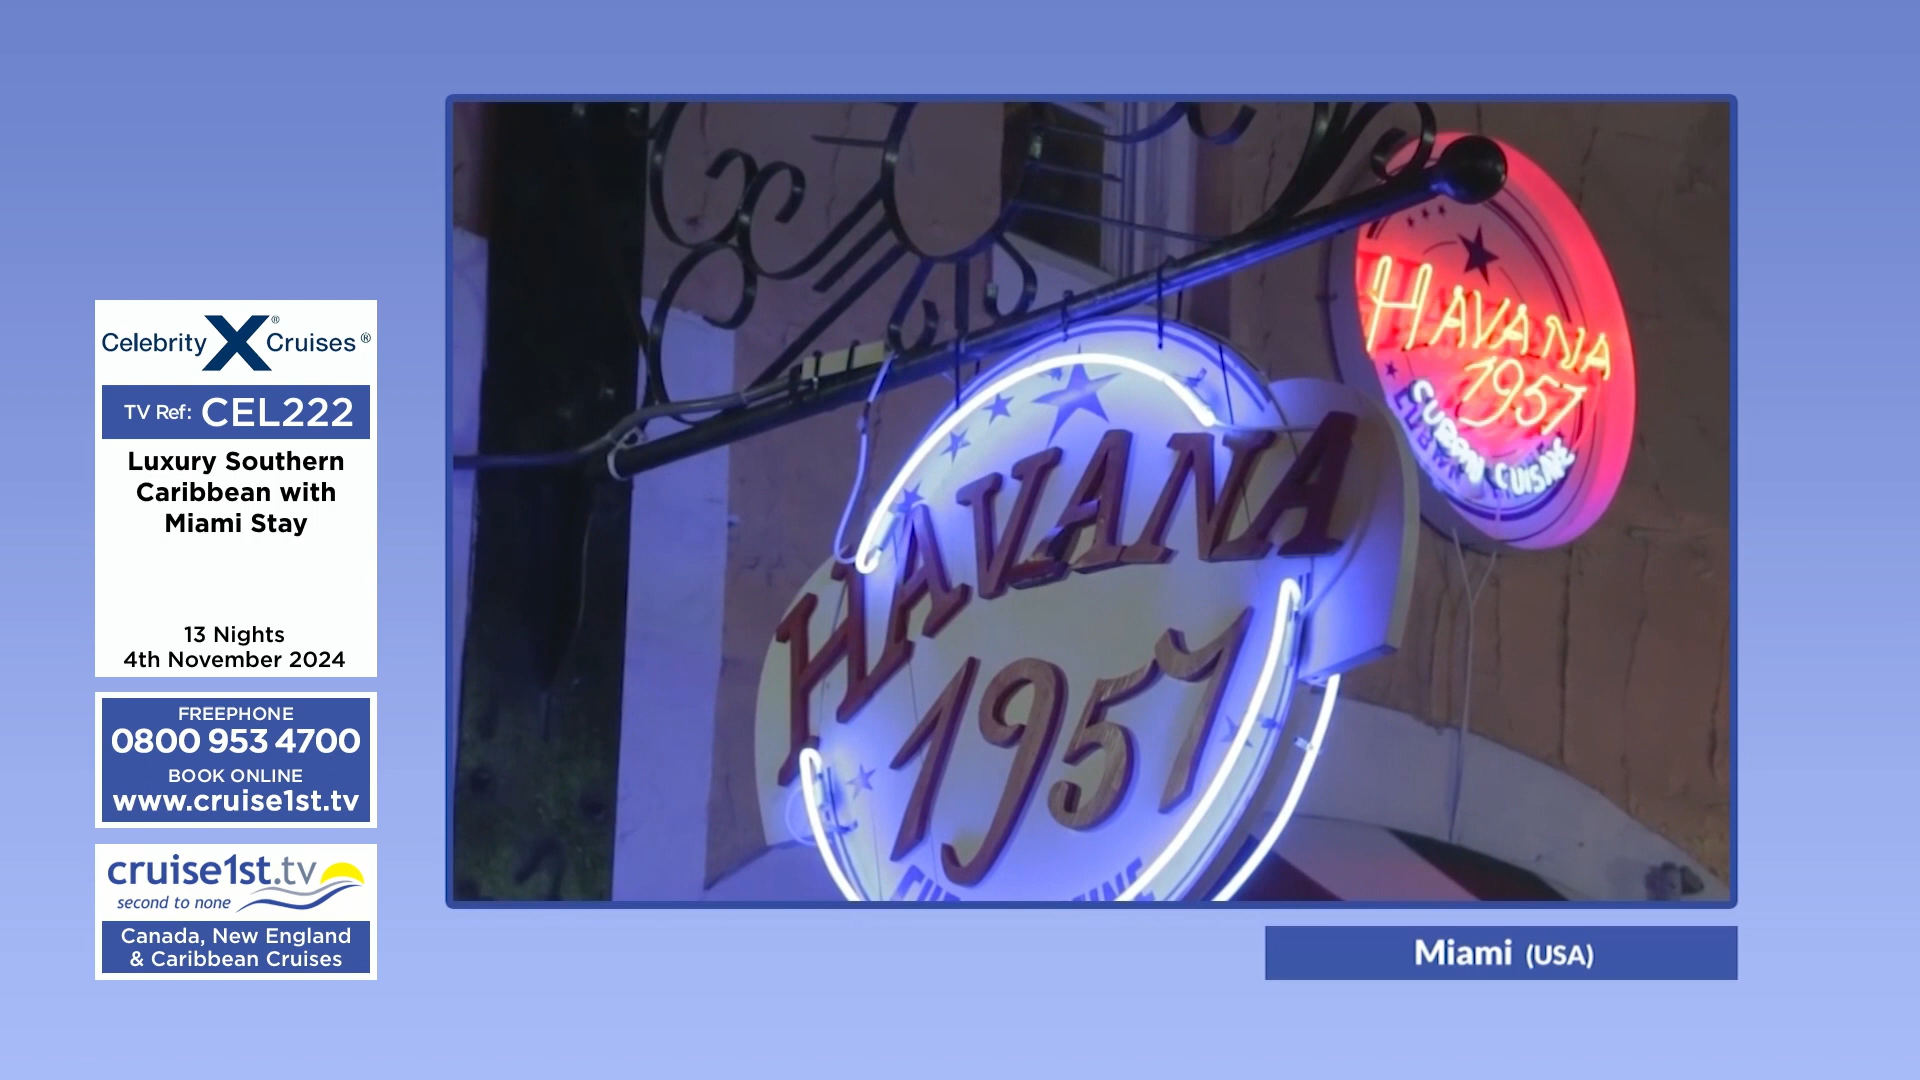 Celebrity X® Cruises®
TV Ref: CEL222
Luxury Southern
Caribbean with
Miami Stay
13 Nights
4th November 2024
FREEPHONE
0800 953 4700
BOOK ONLINE
www.cruise1st.tv
cruise1st.tv
second to none
Canada, New England
& Caribbean Cruises
HAVANA
1957
HAVANA
1957
CUBAN CUISINE
Miami (USA)